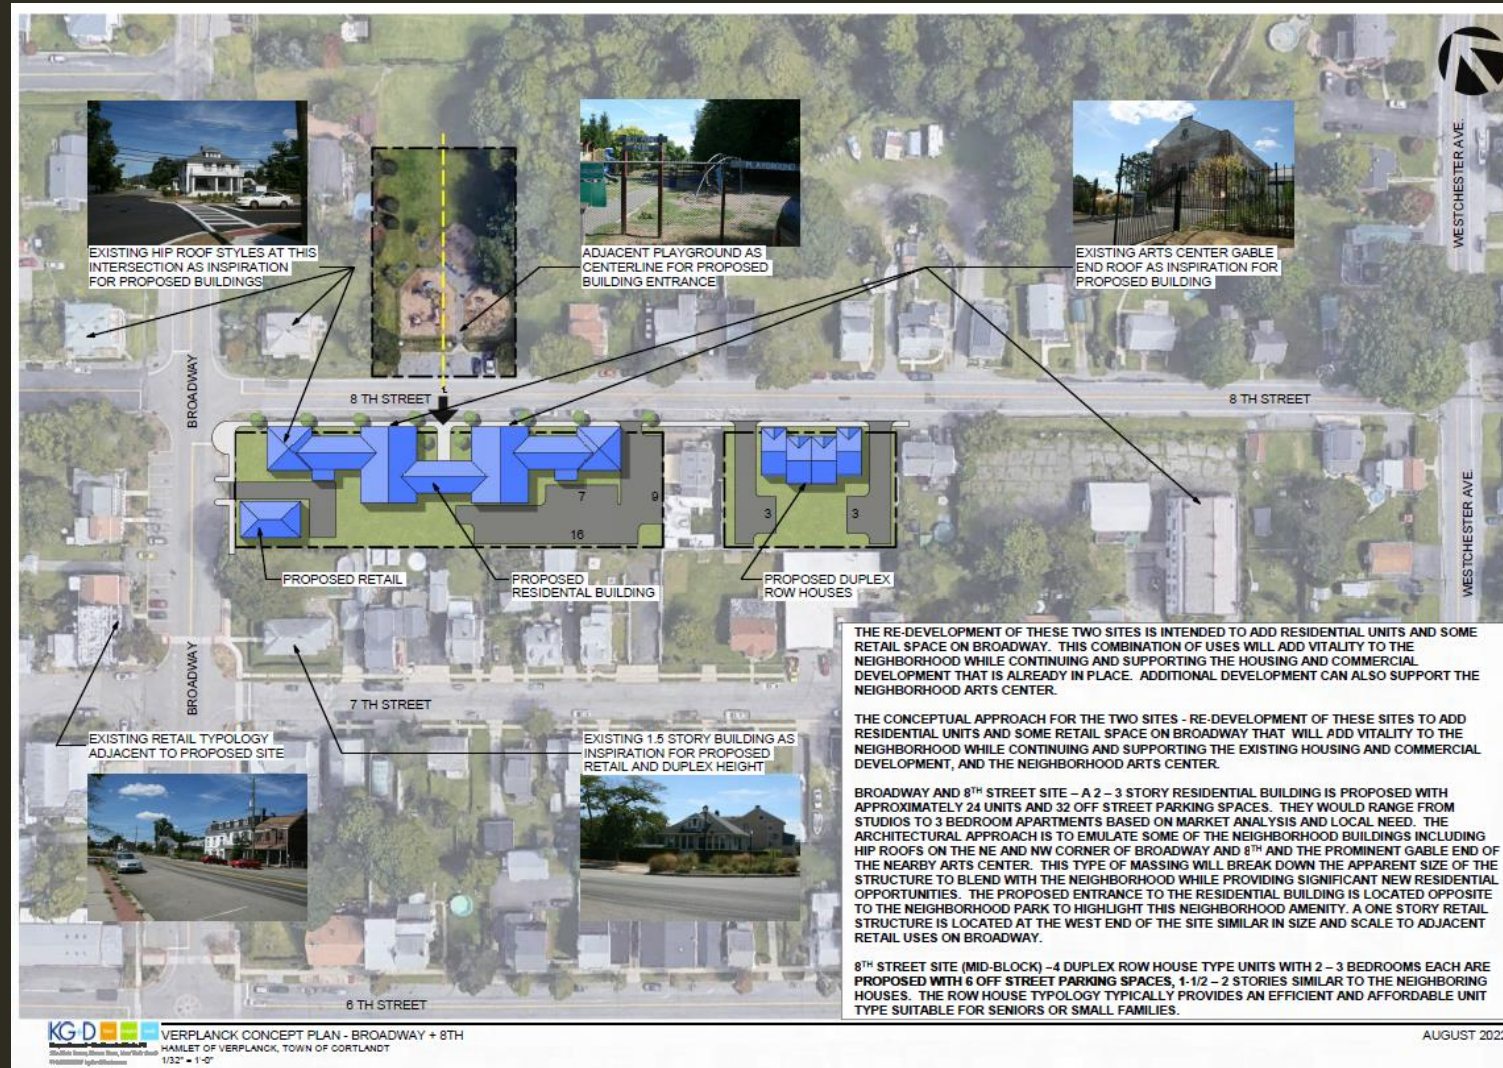 WESTCHESTER AVE.
EXISTING HIP ROOF STYLES AT THIS
INTERSECTION AS INSPIRATION
FOR PROPOSED BUILDINGS
PLAYGROUND
ADJACENT PLAYGROUND AS
CENTERLINE FOR PROPOSED
BUILDING ENTRANCE
EXISTING ARTS CENTER GABLE
END ROOF AS INSPIRATION FOR
PROPOSED BUILDING
BROADWAY
8 TH STREET
8 TH STREET
7
9
16
3
3
WESTCHESTER AVE.
PROPOSED RETAIL
PROPOSED
RESIDENTAL BUILDING
PROPOSED DUPLEX
ROW HOUSES
BROADWAY
7 TH STREET
EXISTING RETAIL TYPOLOGY
ADJACENT TO PROPOSED SITE
EXISTING 1.5 STORY BUILDING AS
INSPIRATION FOR PROPOSED
RETAIL AND DUPLEX HEIGHT
6 TH STREET
THE RE-DEVELOPMENT OF THESE TWO SITES IS INTENDED TO ADD RESIDENTIAL UNITS AND SOME
RETAIL SPACE ON BROADWAY. THIS COMBINATION OF USES WILL ADD VITALITY TO THE
NEIGHBORHOOD WHILE CONTINUING AND SUPPORTING THE HOUSING AND COMMERCIAL
DEVELOPMENT THAT IS ALREADY IN PLACE. ADDITIONAL DEVELOPMENT CAN ALSO SUPPORT THE
NEIGHBORHOOD ARTS CENTER.
THE CONCEPTUAL APPROACH FOR THE TWO SITES - RE-DEVELOPMENT OF THESE SITES TO ADD
RESIDENTIAL UNITS AND SOME RETAIL SPACE ON BROADWAY THAT WILL ADD VITALITY TO THE
NEIGHBORHOOD WHILE CONTINUING AND SUPPORTING THE EXISTING HOUSING AND COMMERCIAL
DEVELOPMENT, AND THE NEIGHBORHOOD ARTS CENTER.
BROADWAY AND 8TH STREET SITE – A 2 – 3 STORY RESIDENTIAL BUILDING IS PROPOSED WITH
APPROXIMATELY 24 UNITS AND 32 OFF STREET PARKING SPACES. THEY WOULD RANGE FROM
STUDIOS TO 3 BEDROOM APARTMENTS BASED ON MARKET ANALYSIS AND LOCAL NEED. THE
ARCHITECTURAL APPROACH IS TO EMULATE SOME OF THE NEIGHBORHOOD BUILDINGS INCLUDING
HIP ROOFS ON THE NE AND NW CORNER OF BROADWAY AND 8TH AND THE PROMINENT GABLE END OF
THE NEARBY ARTS CENTER. THIS TYPE OF MASSING WILL BREAK DOWN THE APPARENT SIZE OF THE
STRUCTURE TO BLEND WITH THE NEIGHBORHOOD WHILE PROVIDING SIGNIFICANT NEW RESIDENTIAL
OPPORTUNITIES. THE PROPOSED ENTRANCE TO THE RESIDENTIAL BUILDING IS LOCATED OPPOSITE
TO THE NEIGHBORHOOD PARK TO HIGHLIGHT THIS NEIGHBORHOOD AMENITY. A ONE STORY RETAIL
STRUCTURE IS LOCATED AT THE WEST END OF THE SITE SIMILAR IN SIZE AND SCALE TO ADJACENT
RETAIL USES ON BROADWAY.
8TH STREET SITE (MID-BLOCK) –4 DUPLEX ROW HOUSE TYPE UNITS WITH 2 – 3 BEDROOMS EACH ARE
PROPOSED WITH 6 OFF STREET PARKING SPACES, 1-1/2 – 2 STORIES SIMILAR TO THE NEIGHBORING
HOUSES. THE ROW HOUSE TYPOLOGY TYPICALLY PROVIDES AN EFFICIENT AND AFFORDABLE UNIT
TYPE SUITABLE FOR SENIORS OR SMALL FAMILIES.
KG+D
VERPLANCK CONCEPT PLAN - BROADWAY + 8TH
HAMLET OF VERPLANCK, TOWN OF CORTLANDT
1/32" = 1'-0"
AUGUST 2022